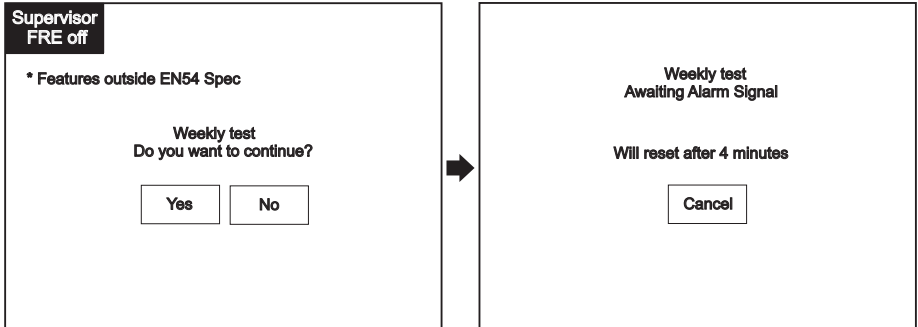 Supervisor
FRE off
* Features outside EN54 Spec
Weekly test
Do you want to continue?
Yes
No
Weekly test
Awaiting Alarm Signal
Will reset after 4 minutes
Cancel